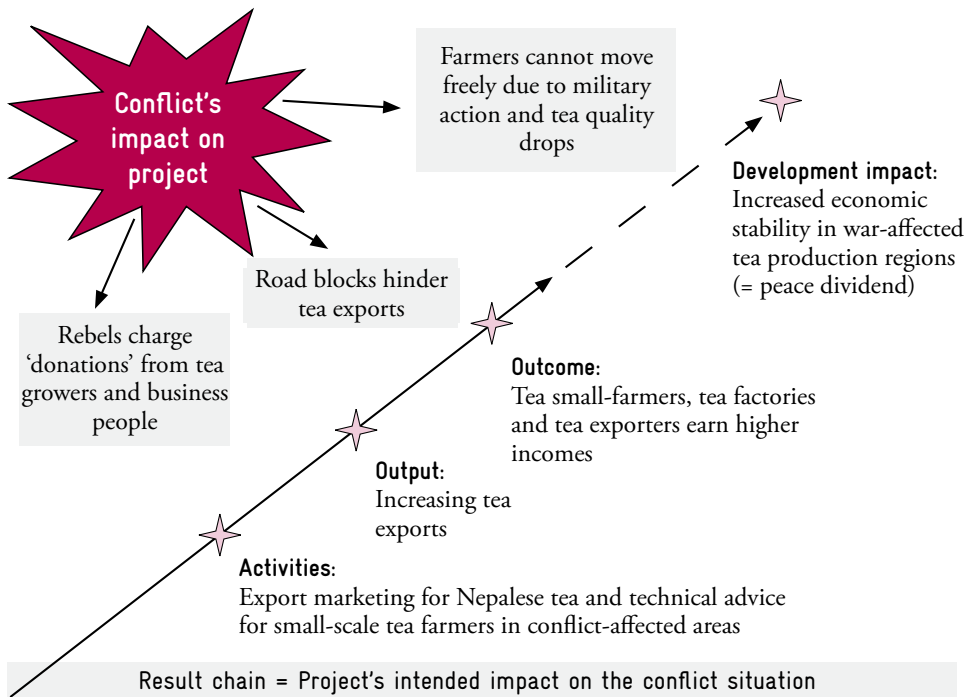 Conflict's
impact on
project
Farmers cannot move
freely due to military
action and tea quality
drops
Road blocks hinder
tea exports
Rebels charge
‘donations’ from tea
growers and business
people
Development impact:
Increased economic
stability in war-affected
tea production regions
(= peace dividend)
Outcome:
Tea small-farmers, tea factories
and tea exporters earn higher
incomes
Output:
Increasing tea
exports
Activities:
Export marketing for Nepalese tea and technical advice
for small-scale tea farmers in conflict-affected areas
Result chain = Project's intended impact on the conflict situation